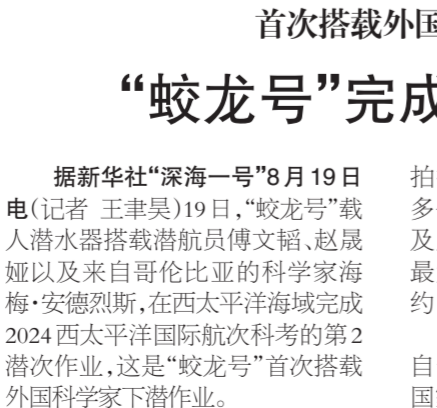 首次搭载外国
“蛟龙号”完成
据新华社“深海一号”8月19日
电(记者 王聿昊)19日,“蛟龙号”载
人潜水器搭载潜航员傅文韬、赵晟
娅以及来自哥伦比亚的科学家海
梅·安德烈斯,在西太平洋海域完成
2024西太平洋国际航次科考的第2
潜次作业,这是“蛟龙号”首次搭载
外国科学家下潜作业。
拍
多
及
最
约
自
国